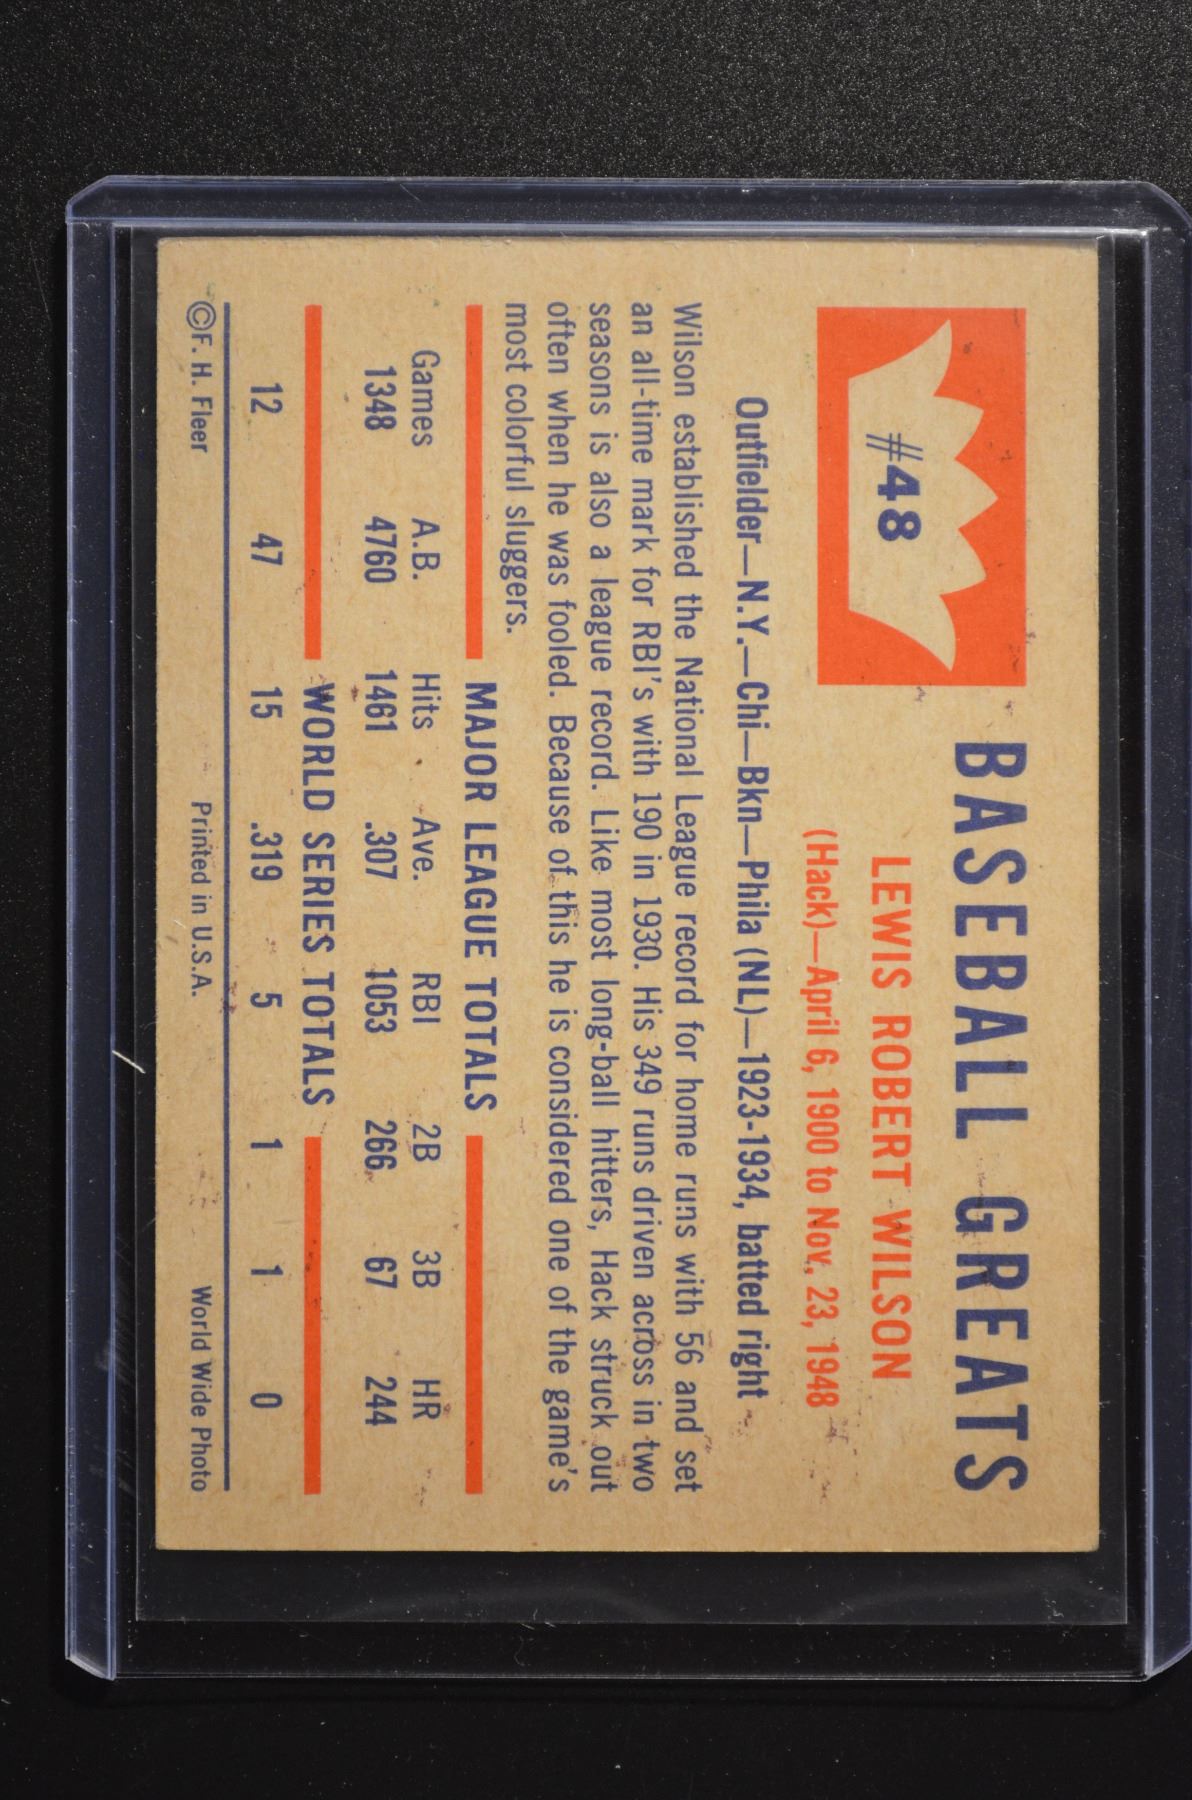 #48
BASEBALL GREATS
LEWIS ROBERT WILSON
(Hack)—April 6, 1900 to Nov. 23, 1948
Outfielder—N.Y.—Chi—Bkn—Phila (NL)—1923-1934, batted right
Wilson established the National League record for home runs with 56 and set
an all-time mark for RBI's with 190 in 1930. His 349 runs driven across in two
seasons is also a league record. Like most long-ball hitters, Hack struck out
often when he was fooled. Because of this he is considered one of the game's
most colorful sluggers.
MAJOR LEAGUE TOTALS
Games A.B. Hits Ave. RBI 2B 3B HR
1348 4760 1461 .307 1053 266 67 244
WORLD SERIES TOTALS
12 47 15 .319 5 1 1 0
©F. H. Fleer Printed in U.S.A. World Wide Photo